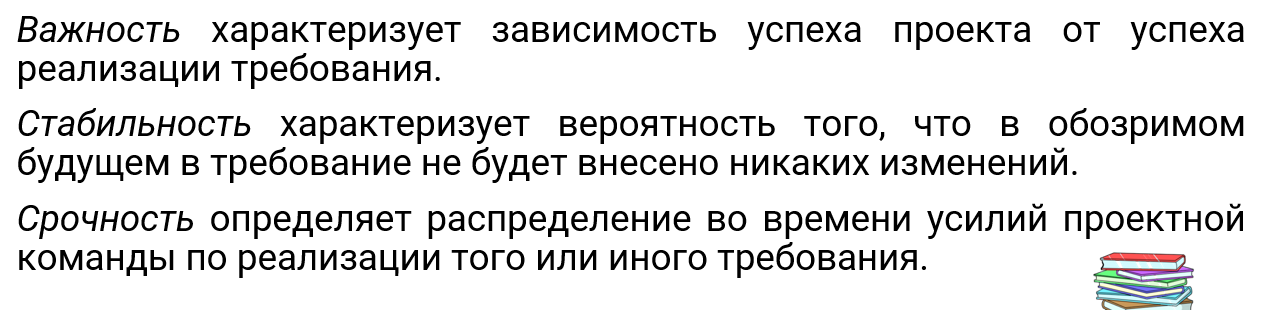 Важность характеризует зависимость успеха проекта от успеха
реализации требования.
Стабильность характеризует вероятность того, что в обозримом
будущем в требование не будет внесено никаких изменений.
Срочность определяет распределение во времени усилий проектной
команды по реализации того или иного требования.